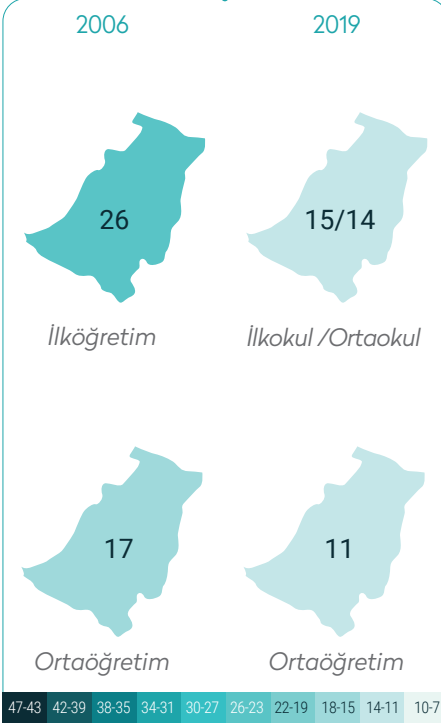 2006 2019
26 15/14
İlköğretim İlkokul /Ortaokul
17 11
Ortaöğretim Ortaöğretim
47-43 42-39 38-35 34-31 30-27 26-23 22-19 18-15 14-11 10-7